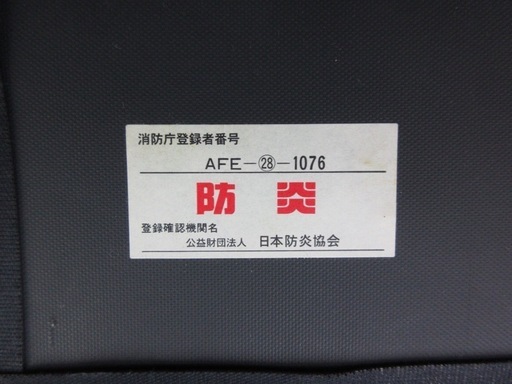 消防庁登録者番号
AFE－㉘－1076
防炎
登録確認機関名
公益財団法人 日本防炎協会